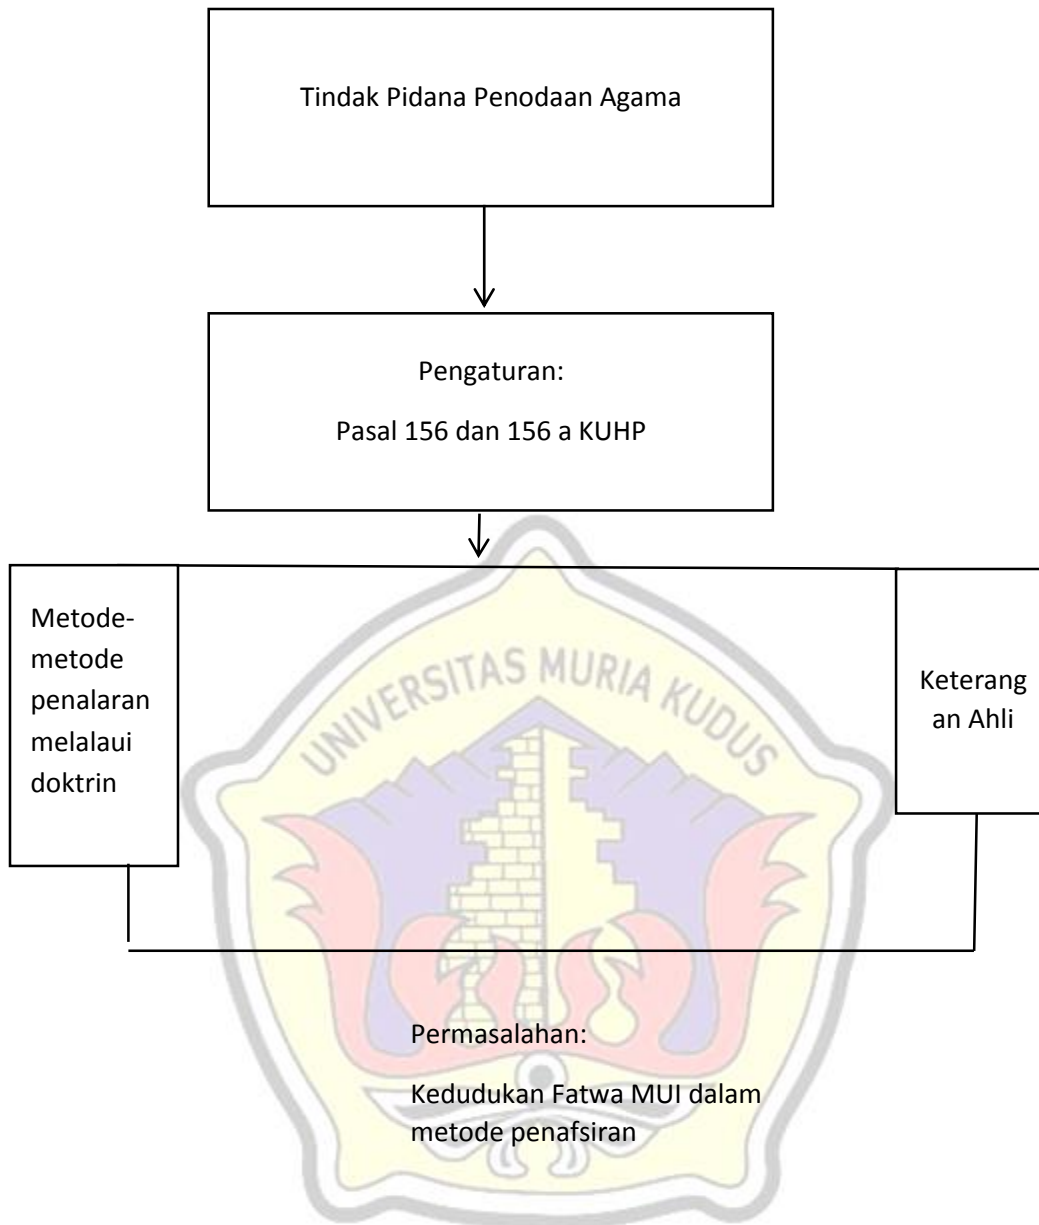 Tindak Pidana Penodaan Agama
Pengaturan:
Pasal 156 dan 156 a KUHP
Metode-
metode
penalaran
melalaui
doktrin
UNIVERSITAS MURIA KUDUS
Keterang
an Ahli
Permasalahan:
Kedudukan Fatwa MUI dalam
metode penafsiran